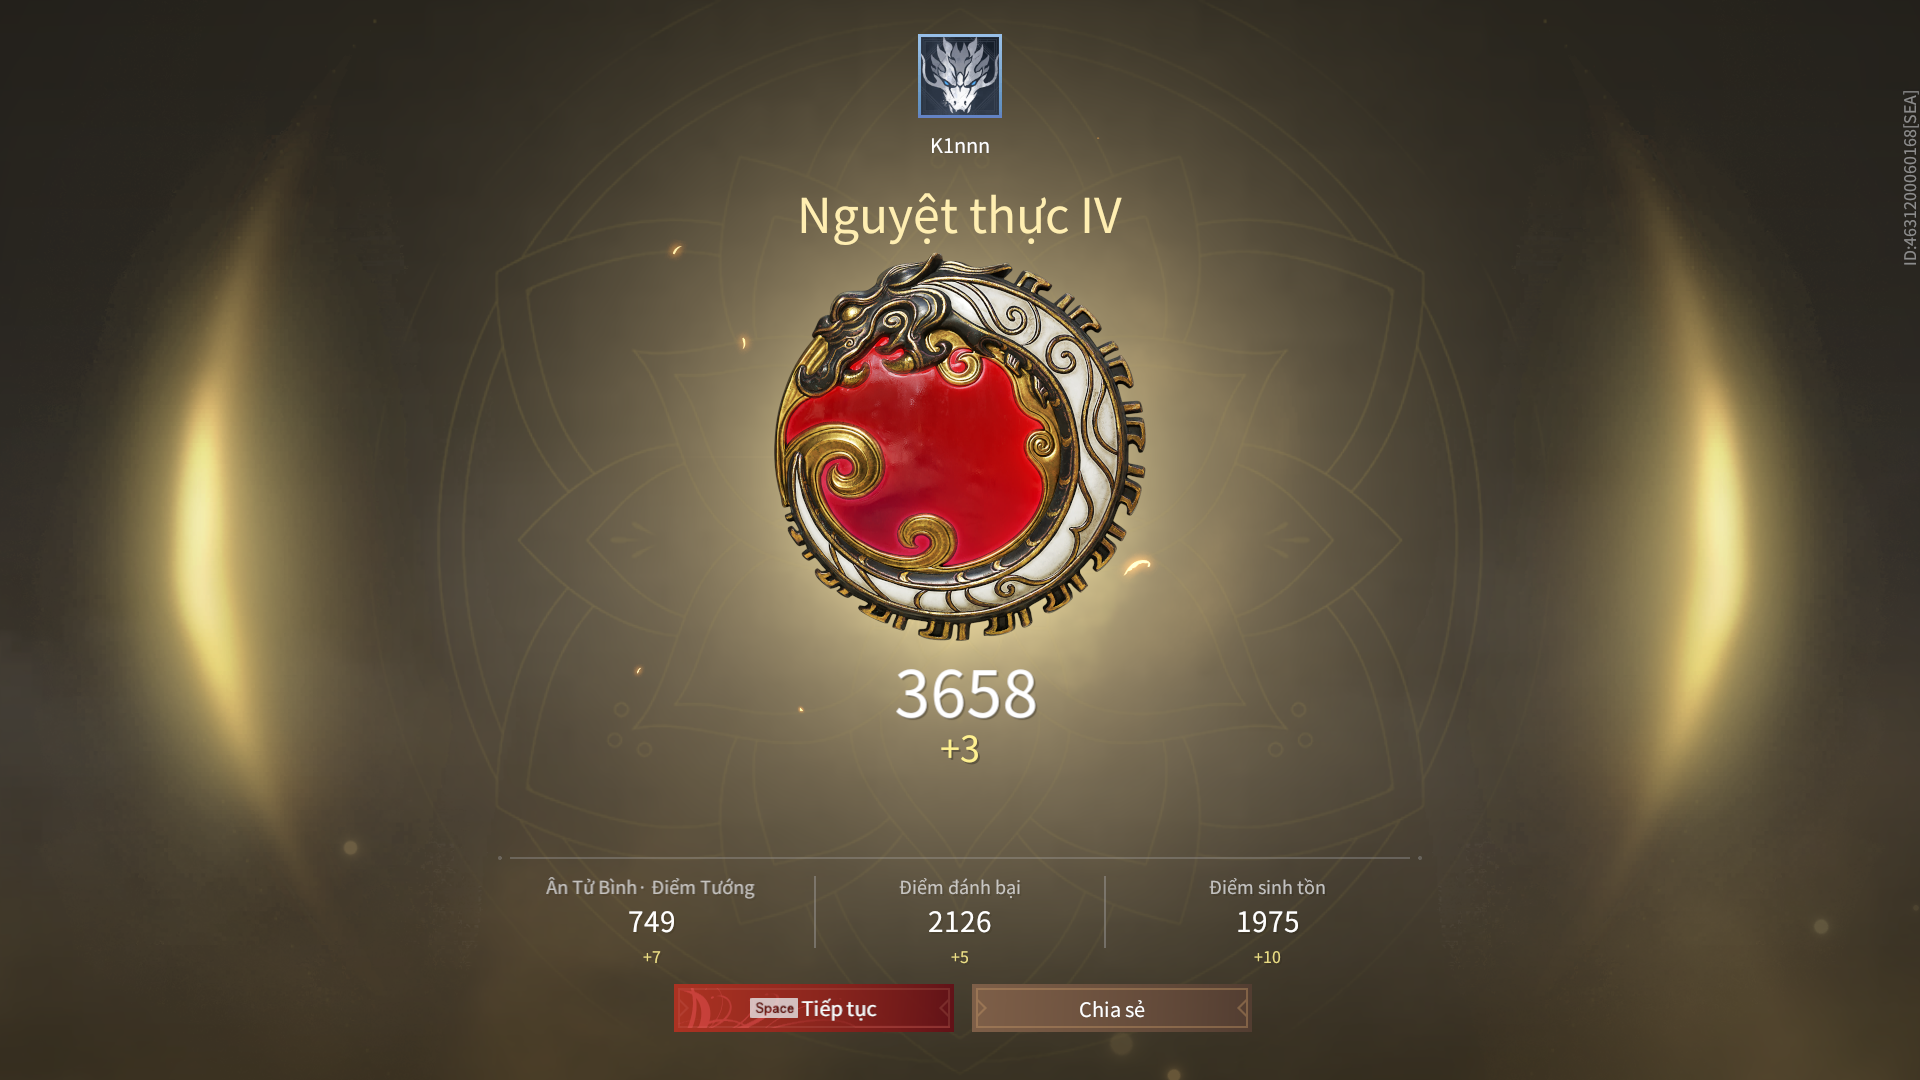 K1nnn
Nguyệt thực IV
3658
+3
Ân Tử Bình · Điểm Tướng
749
+7
Điểm đánh bại
2126
+5
Điểm sinh tồn
1975
+10
Space Tiếp tục
Chia sẻ
ID:4631200060168[SEA]